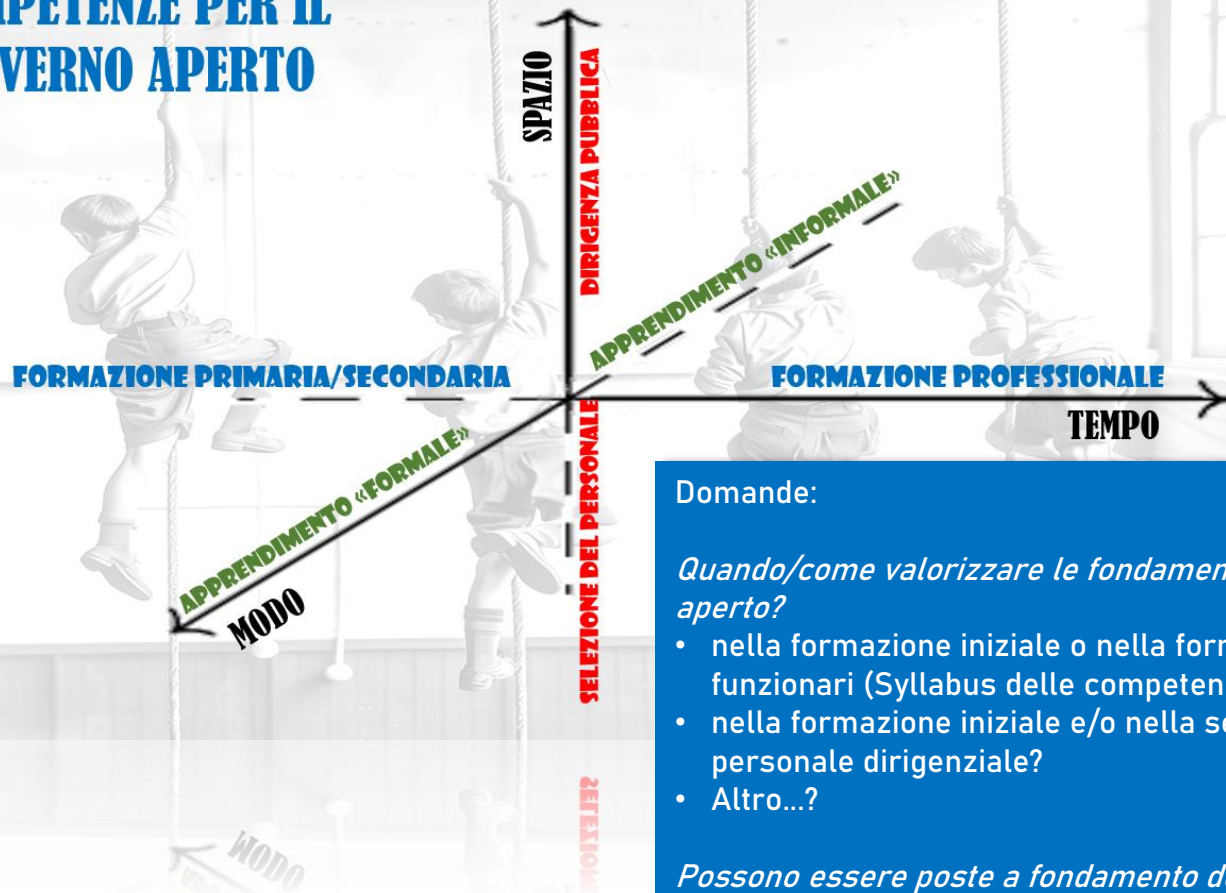 PETENZE PER IL
VERNO APERTO
SPAZIO
DIRIGENZA PUBBLICA
APPRENDIMENTO «INFORMALE»
FORMAZIONE PRIMARIA/SECONDARIA
FORMAZIONE PROFESSIONALE
TEMPO
APPRENDIMENTO «FORMALE»
MODO
SELEZIONE DEL PERSONALE
Domande:
Quando/come valorizzare le fondamen
aperto?
• nella formazione iniziale o nella form
funzionari (Syllabus delle competen
• nella formazione iniziale e/o nella se
personale dirigenziale?
• Altro...?
Possono essere poste a fondamento d